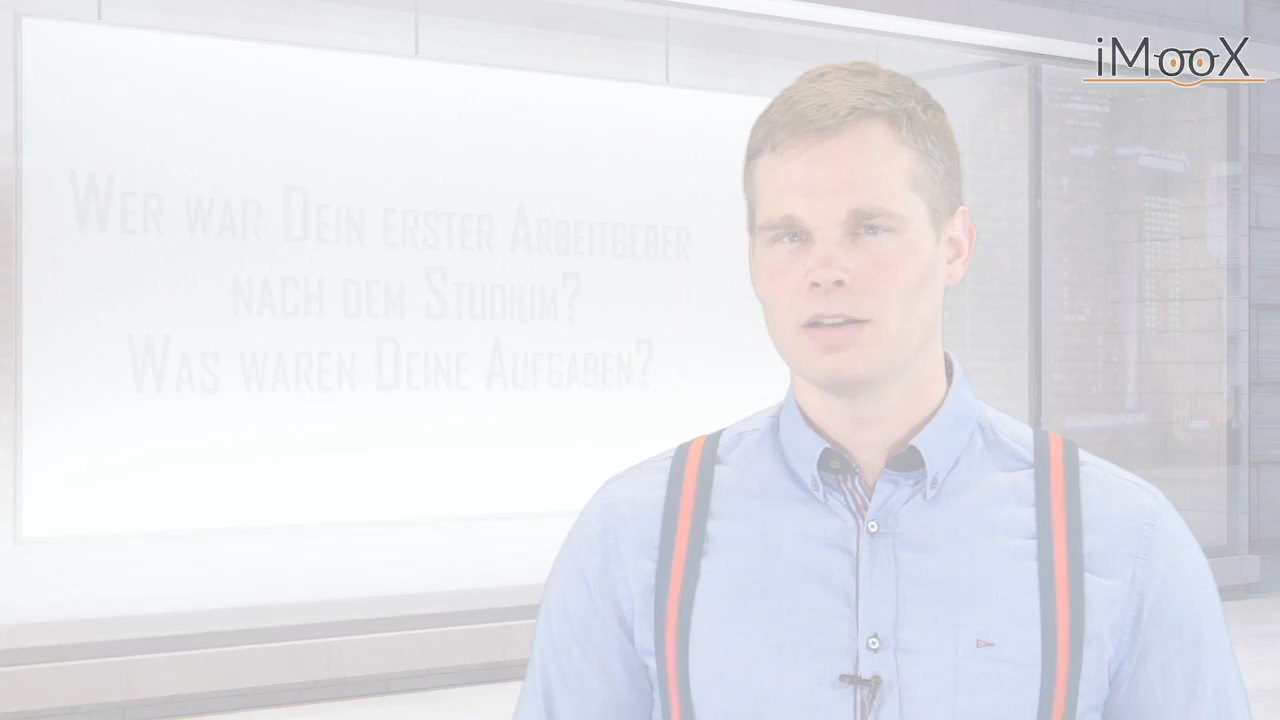 iMooX
Wer war Dein erster Arbeitgeber
nach dem Studium?
Was waren Deine Aufgaben?